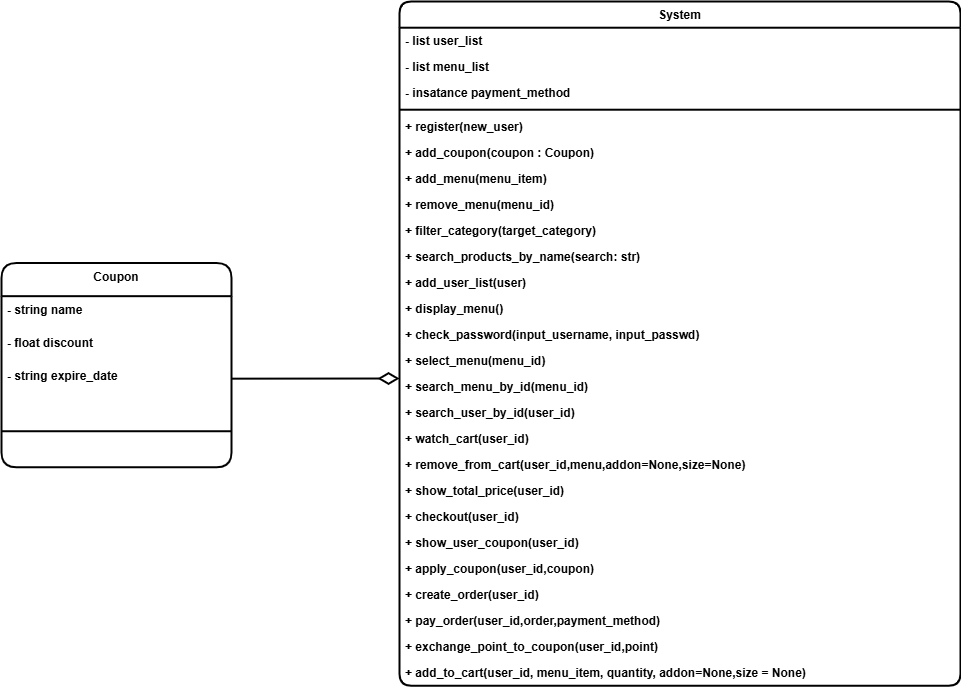 System
- list user_list
- list menu_list
- insatance payment_method
+ register(new_user)
+ add_coupon(coupon : Coupon)
+ add_menu(menu_item)
+ remove_menu(menu_id)
+ filter_category(target_category)
+ search_products_by_name(search: str)
+ add_user_list(user)
+ display_menu()
+ check_password(input_username, input_passwd)
+ select_menu(menu_id)
+ search_menu_by_id(menu_id)
+ search_user_by_id(user_id)
+ watch_cart(user_id)
+ remove_from_cart(user_id,menu,addon=None,size=None)
+ show_total_price(user_id)
+ checkout(user_id)
+ show_user_coupon(user_id)
+ apply_coupon(user_id,coupon)
+ create_order(user_id)
+ pay_order(user_id,order,payment_method)
+ exchange_point_to_coupon(user_id,point)
+ add_to_cart(user_id, menu_item, quantity, addon=None,size = None)
Coupon
- string name
- float discount
- string expire_date